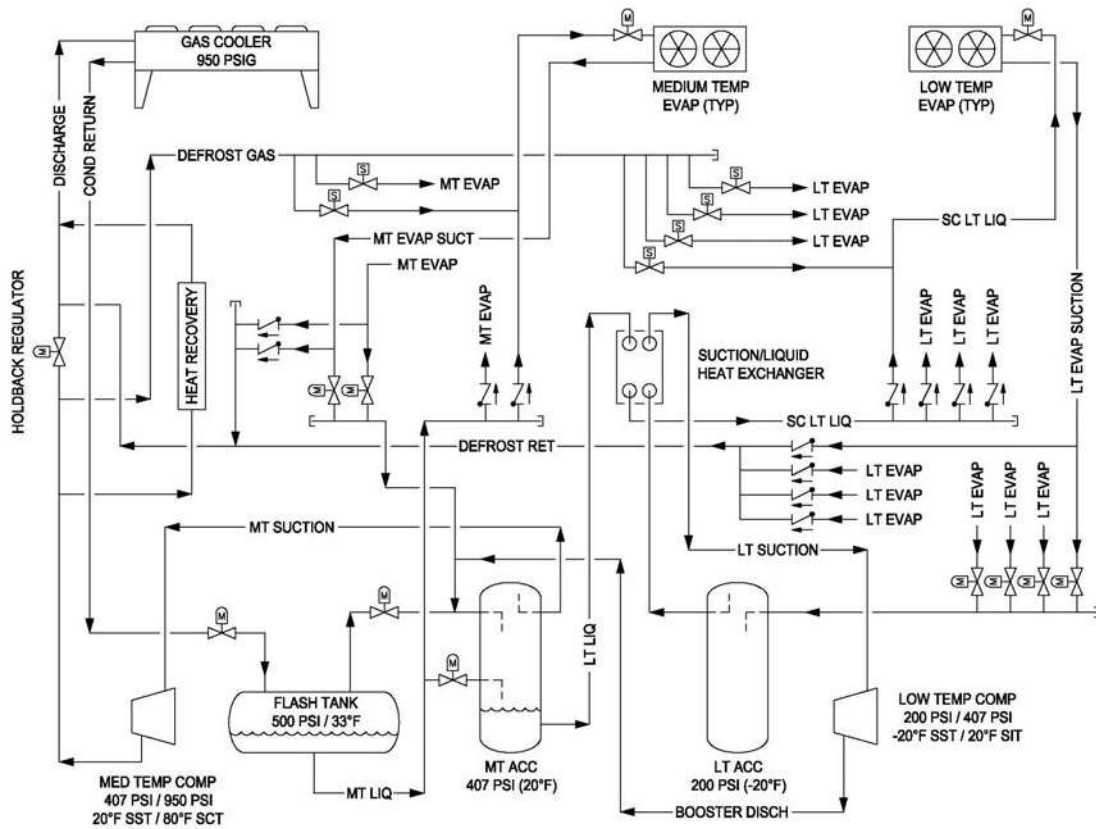 GAS COOLER
950 PSIG
M
M
MEDIUM TEMP
EVAP (TYP)
LOW TEMP
EVAP (TYP)
DISCHARGE
COND RETURN
DEFROST GAS
S
MT EVAP
S
S
LT EVAP
S
LT EVAP
S
LT EVAP
S
SC LT LIQ
MT EVAP SUCT
MT EVAP
HOLDBACK REGULATOR
M
HEAT RECOVERY
M
M
MT EVAP
SUCTION/LIQUID
HEAT EXCHANGER
LT EVAP
LT EVAP
LT EVAP
LT EVAP
LT EVAP SUCTION
SC LT LIQ
DEFROST RET
LT EVAP
LT EVAP
LT EVAP
LT EVAP
LT EVAP
LT EVAP
MT SUCTION
LT SUCTION
M
M
M
M
M
M
M
LT LIQ
FLASH TANK
500 PSI / 33°F
MED TEMP COMP
407 PSI / 950 PSI
20°F SST / 80°F SCT
MT LIQ
MT ACC
407 PSI (20°F)
LT ACC
200 PSI (-20°F)
LOW TEMP COMP
200 PSI / 407 PSI
-20°F SST / 20°F SIT
BOOSTER DISCH